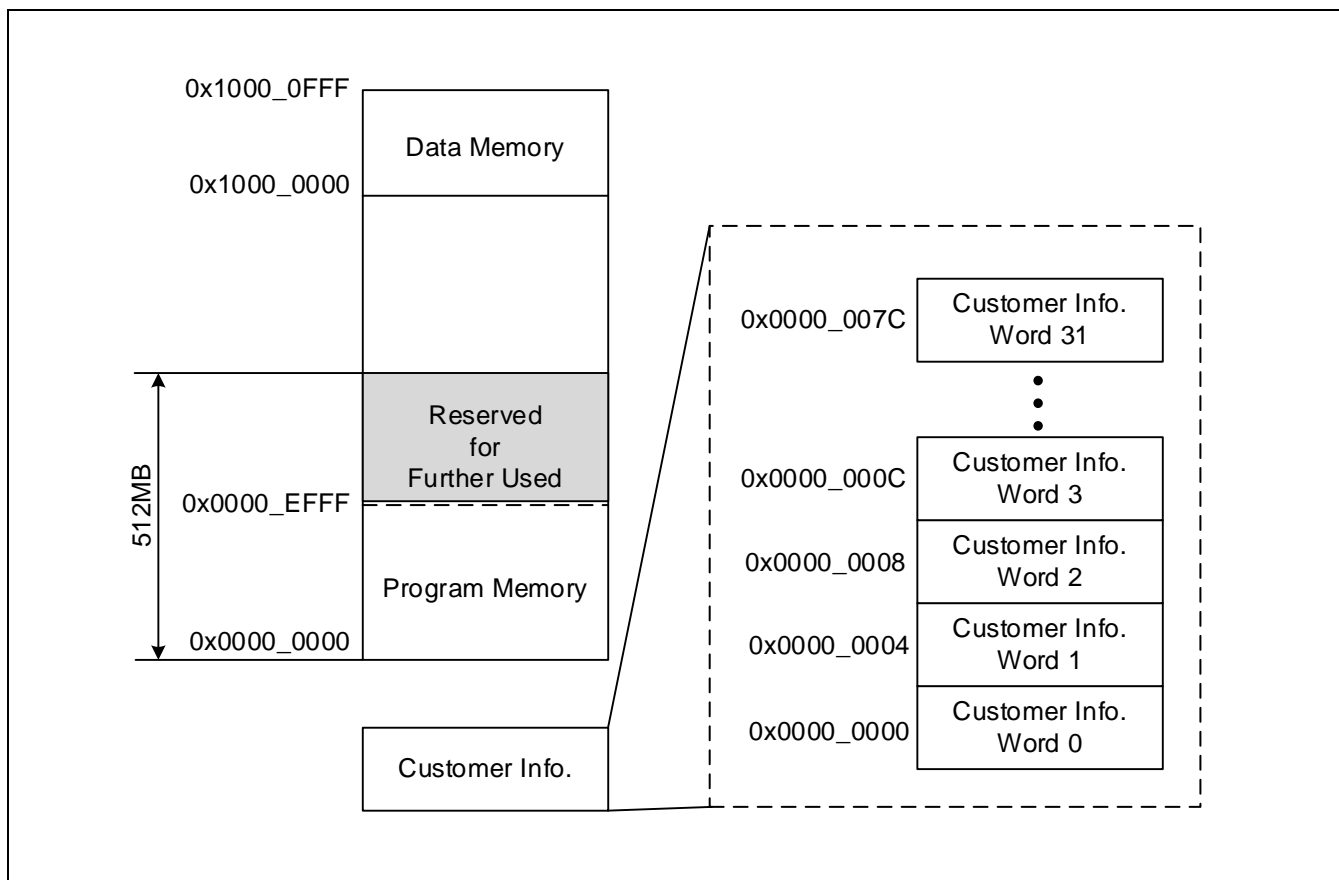 0x1000_0FFF
Data Memory
0x1000_0000
Reserved
for
Further Used
512MB
0x0000_EFFF
Program Memory
0x0000_0000
Customer Info.
0x0000_007C
Customer Info.
Word 31
0x0000_000C
Customer Info.
Word 3
0x0000_0008
Customer Info.
Word 2
0x0000_0004
Customer Info.
Word 1
0x0000_0000
Customer Info.
Word 0